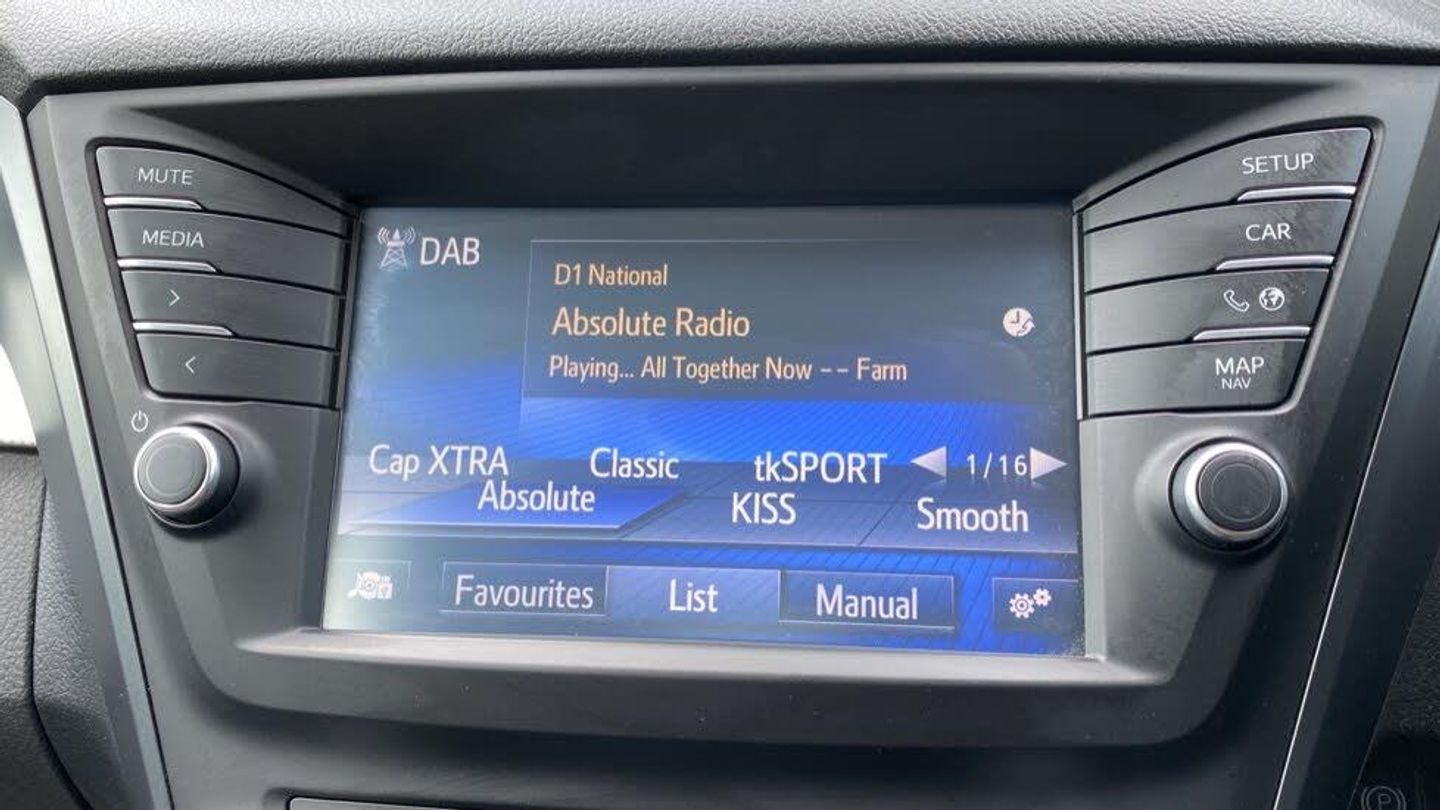 MUTE
MEDIA
>
<
SETUP
CAR
MAP
NAV
DAB
D1 National
Absolute Radio
Playing... All Together Now -- Farm
Cap XTRA Classic tkSPORT 1/16
Absolute KISS Smooth
Favourites List Manual
P